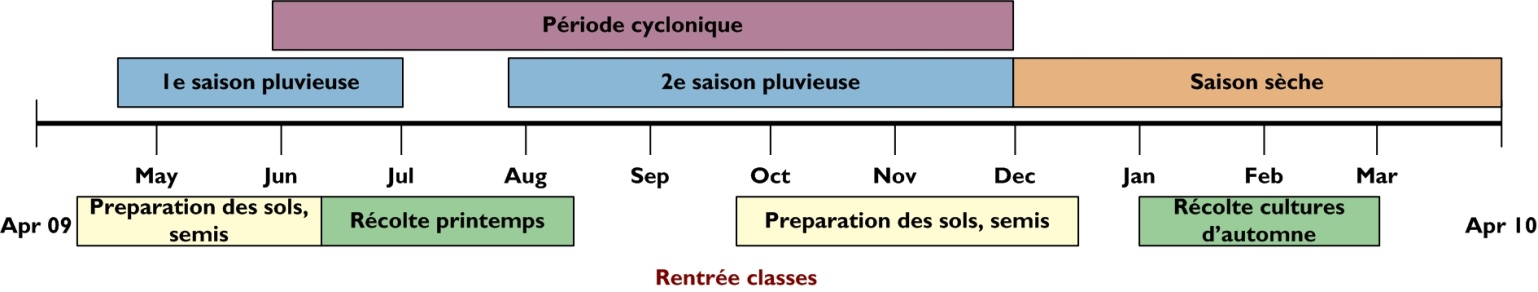 Période cyclonique
1e saison pluvieuse
2e saison pluvieuse
Saison sèche
May
Jun
Jul
Aug
Sep
Oct
Nov
Dec
Jan
Feb
Mar
Apr 09
Preparation des sols,
semis
Récolte printemps
Preparation des sols, semis
Récolte cultures
d’automne
Apr 10
Rentrée classes